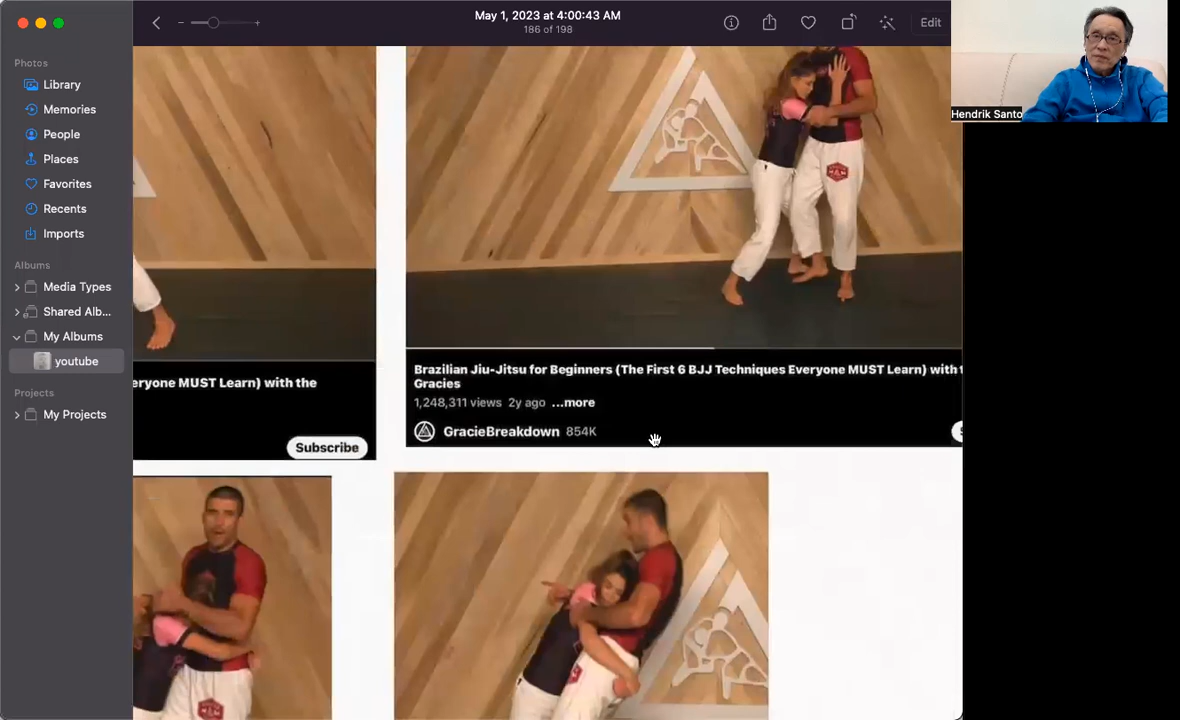 May 1, 2023 at 4:00:43 AM
186 of 198
Edit
Photos
Library
Memories
People
Places
Favorites
Recents
Imports
Albums
Media Types
Shared Alb...
My Albums
youtube
Projects
My Projects
Hendrik Santo
eryone MUST Learn) with the
Subscribe
Brazilian Jiu-Jitsu for Beginners (The First 6 BJJ Techniques Everyone MUST Learn) with t
Gracies
1,248,311 views 2y ago ...more
GracieBreakdown 854K